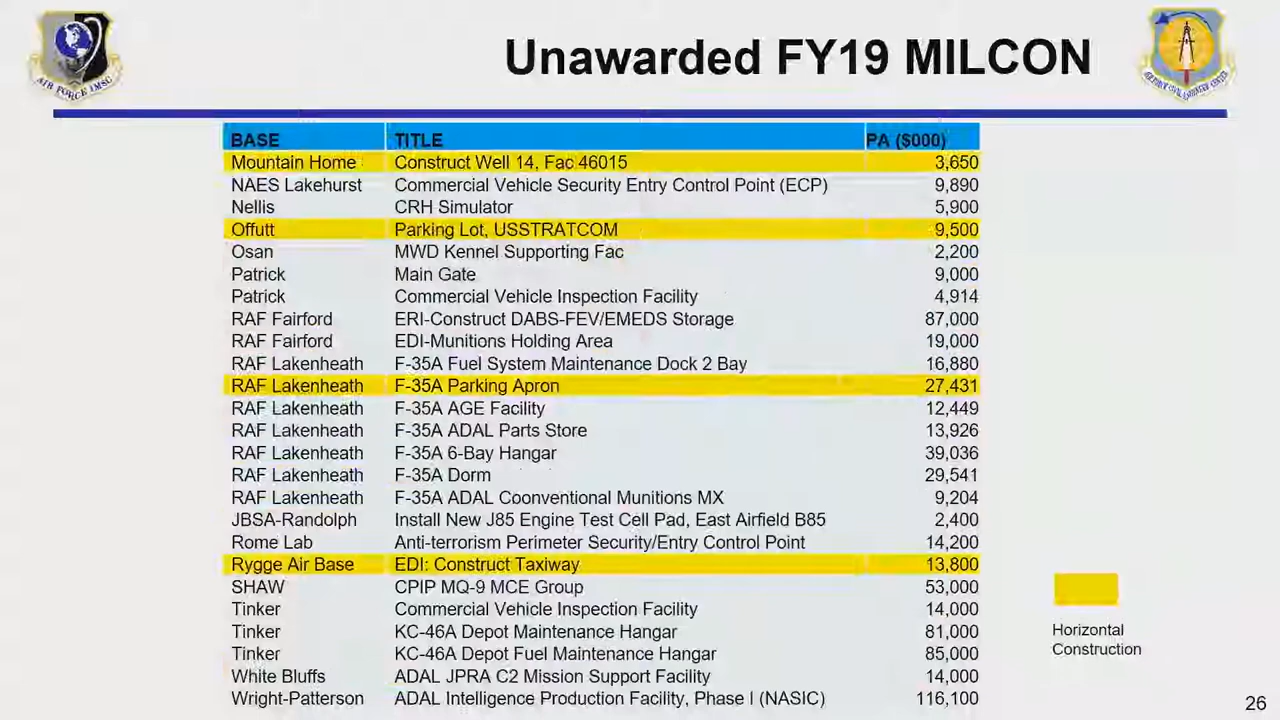 Unawarded FY19 MILCON
AIR FORCE IMSC
BASE TITLE PA ($000)
Mountain Home Construct Well 14, Fac 46015 3,650
NAES Lakehurst Commercial Vehicle Security Entry Control Point (ECP) 9,890
Nellis CRH Simulator 5,900
Offutt Parking Lot, USSTRATCOM 9,500
Osan MWD Kennel Supporting Fac 2,200
Patrick Main Gate 9,000
Patrick Commercial Vehicle Inspection Facility 4,914
RAF Fairford ERI-Construct DABS-FEV/EMEDS Storage 87,000
RAF Fairford EDI-Munitions Holding Area 19,000
RAF Lakenheath F-35A Fuel System Maintenance Dock 2 Bay 16,880
RAF Lakenheath F-35A Parking Apron 27,431
RAF Lakenheath F-35A AGE Facility 12,449
RAF Lakenheath F-35A ADAL Parts Store 13,926
RAF Lakenheath F-35A 6-Bay Hangar 39,036
RAF Lakenheath F-35A Dorm 29,541
RAF Lakenheath F-35A ADAL Coonventional Munitions MX 9,204
JBSA-Randolph Install New J85 Engine Test Cell Pad, East Airfield B85 2,400
Rome Lab Anti-terrorism Perimeter Security/Entry Control Point 14,200
Rygge Air Base EDI: Construct Taxiway 13,800
SHAW CPIP MQ-9 MCE Group 53,000
Tinker Commercial Vehicle Inspection Facility 14,000
Tinker KC-46A Depot Maintenance Hangar 81,000
Tinker KC-46A Depot Fuel Maintenance Hangar 85,000
White Bluffs ADAL JPRA C2 Mission Support Facility 14,000
Wright-Patterson ADAL Intelligence Production Facility, Phase I (NASIC) 116,100
Horizontal
Construction
26